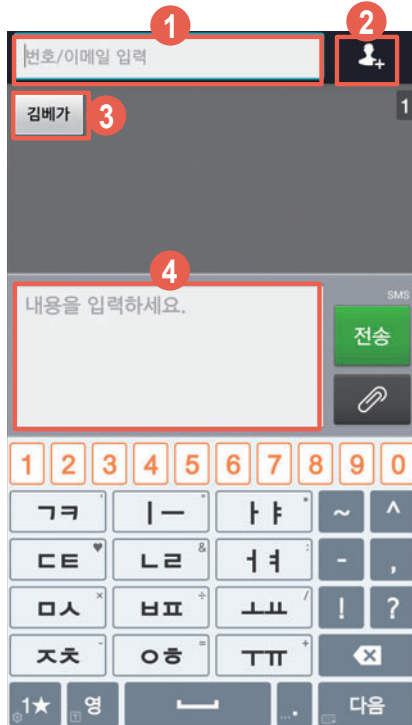 1 2
번호/이메일 입력
김베가 3 1
4
내용을 입력하세요.
SMS
전송
1 2 3 4 5 6 7 8 9 0
ㄱㅋ ' ㅣㅡ " ㅏㅑ * ~ ^
ㄷㅌ ♥ ㄴㄹ & ㅓㅕ : - ,
ㅁㅅ × ㅂㅍ ÷ ㅗㅛ / ! ?
ㅈㅊ - ㅇㅎ = ㅜㅠ +
1★ 영 ... . 다음